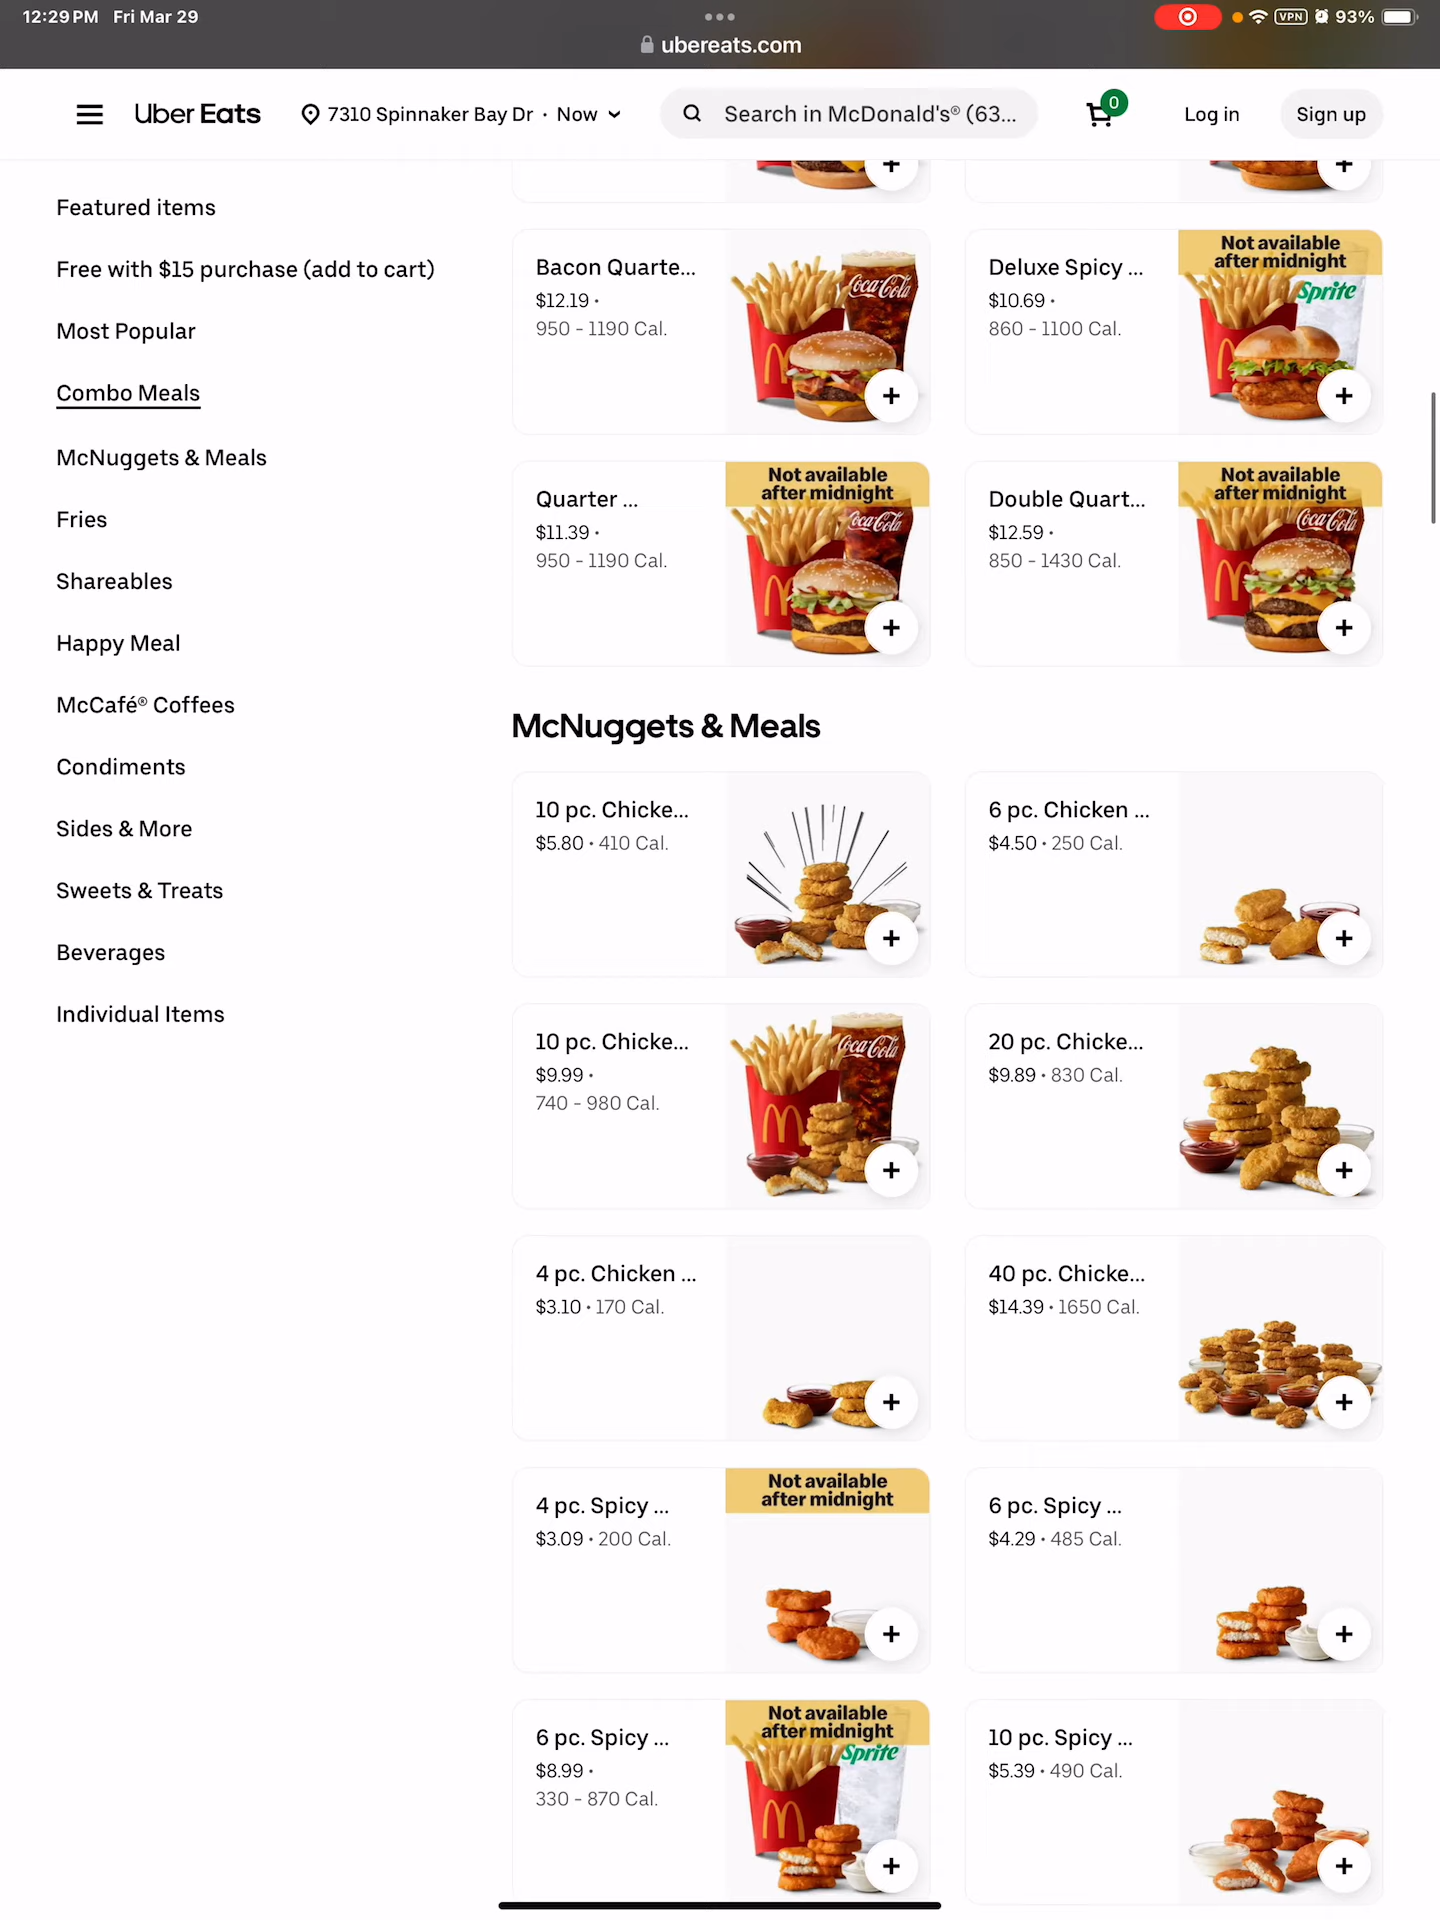 12:29 PM Fri Mar 29
VPN 93%
ubereats.com
Uber Eats
7310 Spinnaker Bay Dr · Now
Search in McDonald's® (63...
0
Log in
Sign up
Featured items
Free with $15 purchase (add to cart)
Most Popular
Combo Meals
McNuggets & Meals
Fries
Shareables
Happy Meal
McCafé® Coffees
Condiments
Sides & More
Sweets & Treats
Beverages
Individual Items
Bacon Quarte...
$12.19 ·
950 - 1190 Cal.
Coca-Cola
Deluxe Spicy ...
$10.69 ·
860 - 1100 Cal.
Not available
after midnight
Sprite
Quarter ...
$11.39 ·
950 - 1190 Cal.
Not available
after midnight
Coca-Cola
Double Quart...
$12.59 ·
850 - 1430 Cal.
Not available
after midnight
Coca-Cola
McNuggets & Meals
10 pc. Chicke...
$5.80 · 410 Cal.
6 pc. Chicken ...
$4.50 · 250 Cal.
10 pc. Chicke...
$9.99 ·
740 - 980 Cal.
Coca-Cola
20 pc. Chicke...
$9.89 · 830 Cal.
4 pc. Chicken ...
$3.10 · 170 Cal.
40 pc. Chicke...
$14.39 · 1650 Cal.
4 pc. Spicy ...
$3.09 · 200 Cal.
Not available
after midnight
6 pc. Spicy ...
$4.29 · 485 Cal.
6 pc. Spicy ...
$8.99 ·
330 - 870 Cal.
Not available
after midnight
Sprite
10 pc. Spicy ...
$5.39 · 490 Cal.